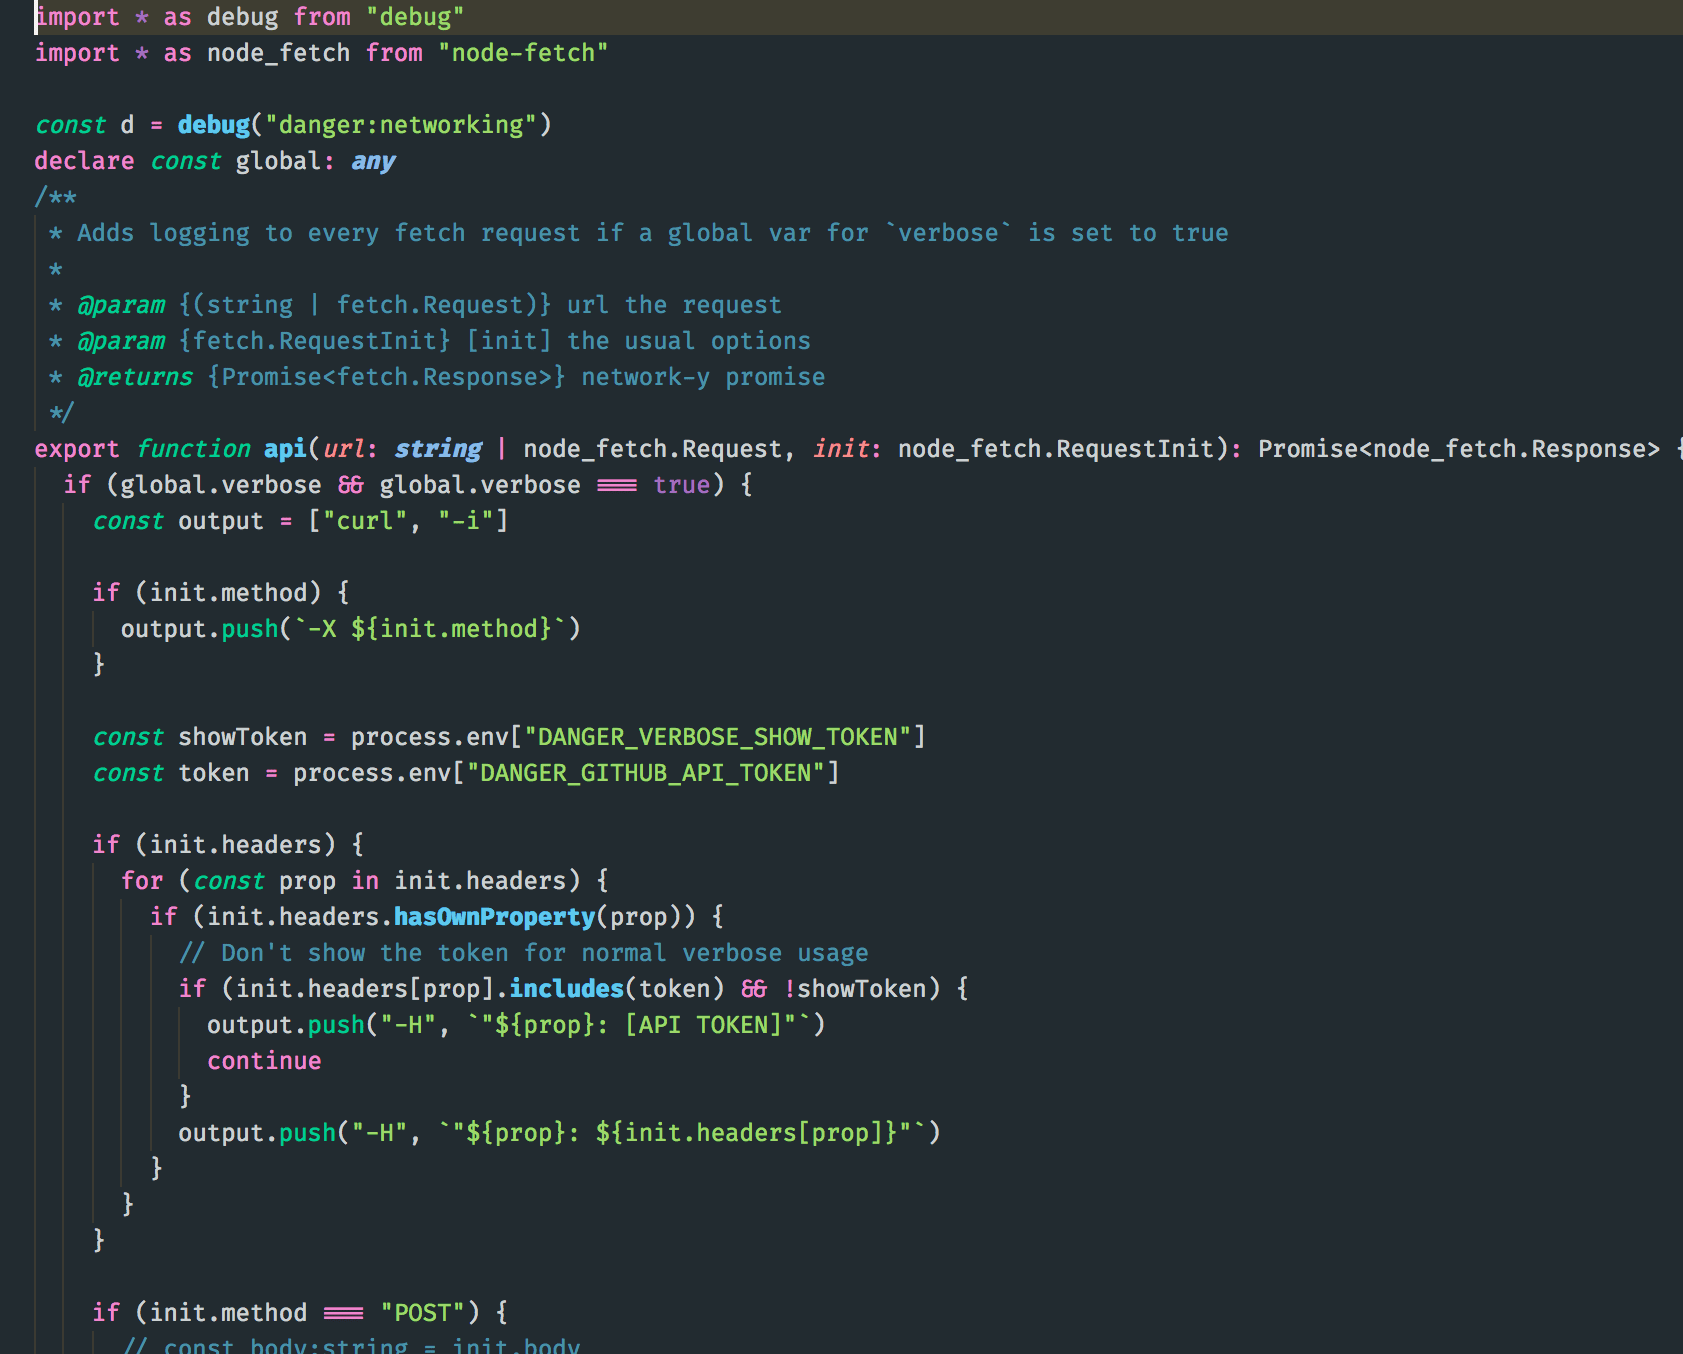 import * as debug from "debug"
import * as node_fetch from "node-fetch"

const d = debug("danger:networking")
declare const global: any
/**
 * Adds logging to every fetch request if a global var for `verbose` is set to true
 *
 * @param {(string | fetch.Request)} url the request
 * @param {fetch.RequestInit} [init] the usual options
 * @returns {Promise<fetch.Response>} network-y promise
 */
export function api(url: string | node_fetch.Request, init: node_fetch.RequestInit): Promise<node_fetch.Response> {
  if (global.verbose && global.verbose === true) {
    const output = ["curl", "-i"]

    if (init.method) {
      output.push(`-X ${init.method}`)
    }

    const showToken = process.env["DANGER_VERBOSE_SHOW_TOKEN"]
    const token = process.env["DANGER_GITHUB_API_TOKEN"]

    if (init.headers) {
      for (const prop in init.headers) {
        if (init.headers.hasOwnProperty(prop)) {
          // Don't show the token for normal verbose usage
          if (init.headers[prop].includes(token) && !showToken) {
            output.push("-H", `"${prop}: [API TOKEN]"`)
            continue
          }
          output.push("-H", `"${prop}: ${init.headers[prop]}"`)
        }
      }
    }

    if (init.method === "POST") {
      // const body:string = init.body